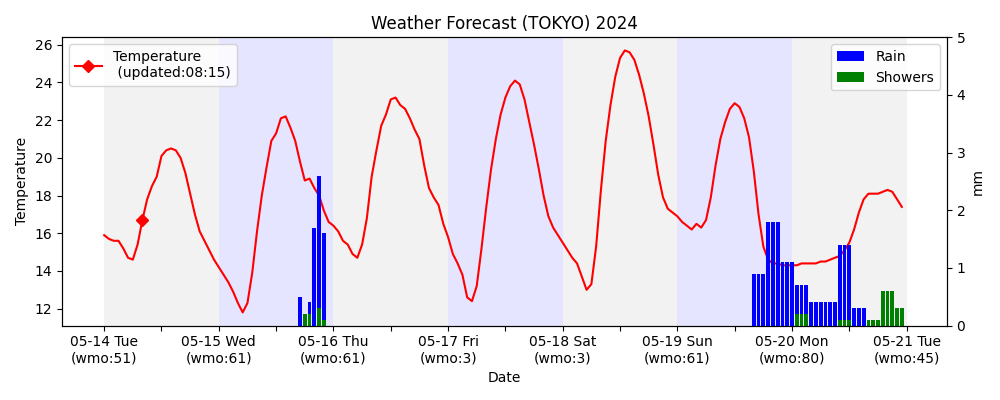 Weather Forecast (TOKYO) 2024
Temperature
(updated:08:15)
Rain
Showers
26
24
22
20
18
16
14
12
Temperature
5
4
3
2
1
0
mm
05-14 Tue
(wmo:51)
05-15 Wed
(wmo:61)
05-16 Thu
(wmo:61)
05-17 Fri
(wmo:3)
05-18 Sat
(wmo:3)
05-19 Sun
(wmo:61)
05-20 Mon
(wmo:80)
05-21 Tue
(wmo:45)
Date